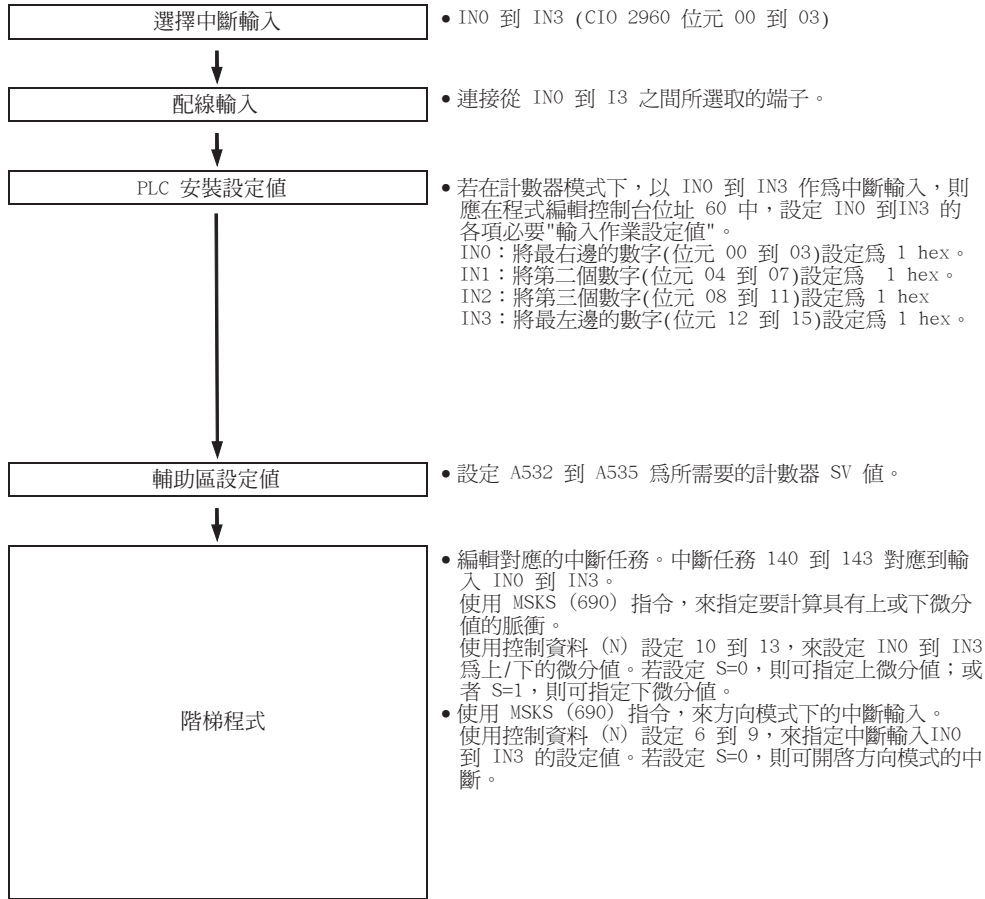 選擇中斷輸入
• IN0 到 IN3 (CIO 2960 位元 00 到 03)
配線輸入
• 連接從 IN0 到 I3 之間所選取的端子。
PLC 安裝設定值
• 若在計數器模式下，以 IN0 到 IN3 作爲中斷輸入，則
應在程式編輯控制台位址 60 中，設定 IN0 到IN3 的
各項必要"輸入作業設定值"。
IN0：將最右邊的數字(位元 00 到 03)設定爲 1 hex。
IN1：將第二個數字(位元 04 到 07)設定爲 1 hex。
IN2：將第三個數字(位元 08 到 11)設定爲 1 hex
IN3：將最左邊的數字(位元 12 到 15)設定爲 1 hex。
輔助區設定值
• 設定 A532 到 A535 爲所需要的計數器 SV 值。
階梯程式
• 編輯對應的中斷任務。中斷任務 140 到 143 對應到輸
入 IN0 到 IN3。
使用 MSKS (690) 指令，來指定要計算具有上或下微分
值的脈衝。
使用控制資料 (N) 設定 10 到 13，來設定 IN0 到 IN3
爲上/下的微分值。若設定 S=0，則可指定上微分值；或
者 S=1，則可指定下微分值。
• 使用 MSKS (690) 指令，來方向模式下的中斷輸入。
使用控制資料 (N) 設定 6 到 9，來指定中斷輸入IN0
到 IN3 的設定值。若設定 S=0，則可開啓方向模式的中
斷。